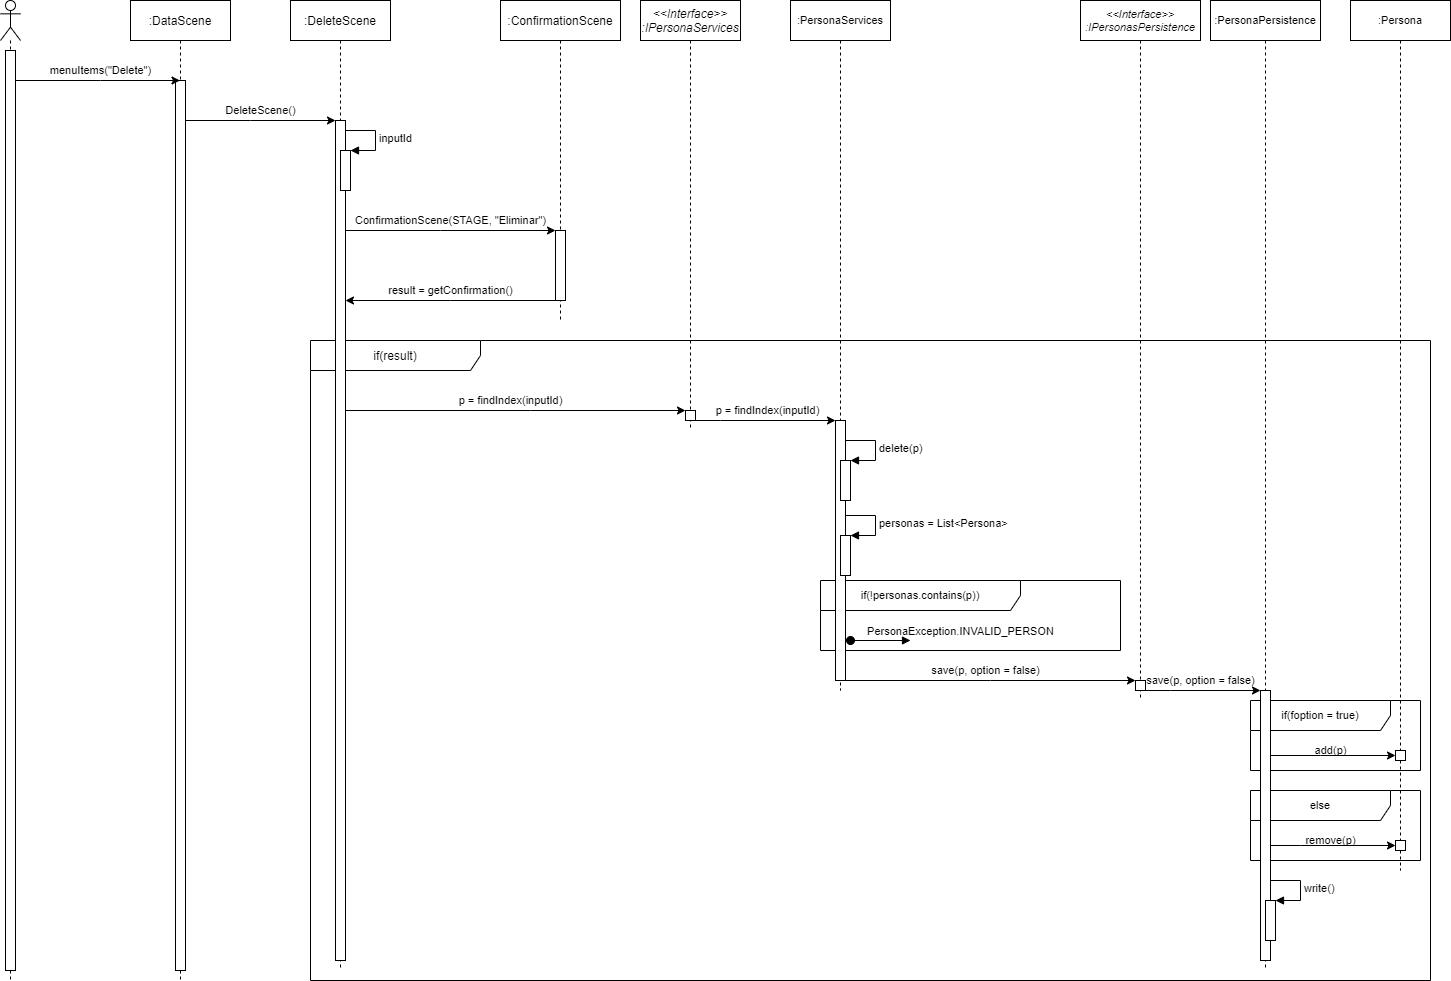 :DataScene
:DeleteScene
:ConfirmationScene
<<Interface>>
:IPersonaServices
:PersonaServices
<<Interface>>
:IPersonasPersistence
:PersonaPersistence
:Persona
menuItems("Delete")
DeleteScene()
inputId
ConfirmationScene(STAGE, "Eliminar")
result = getConfirmation()
if(result)
p = findIndex(inputId)
p = findIndex(inputId)
delete(p)
personas = List<Persona>
if(!personas.contains(p))
PersonaException.INVALID_PERSON
save(p, option = false)
save(p, option = false)
if(foption = true)
add(p)
else
remove(p)
write()